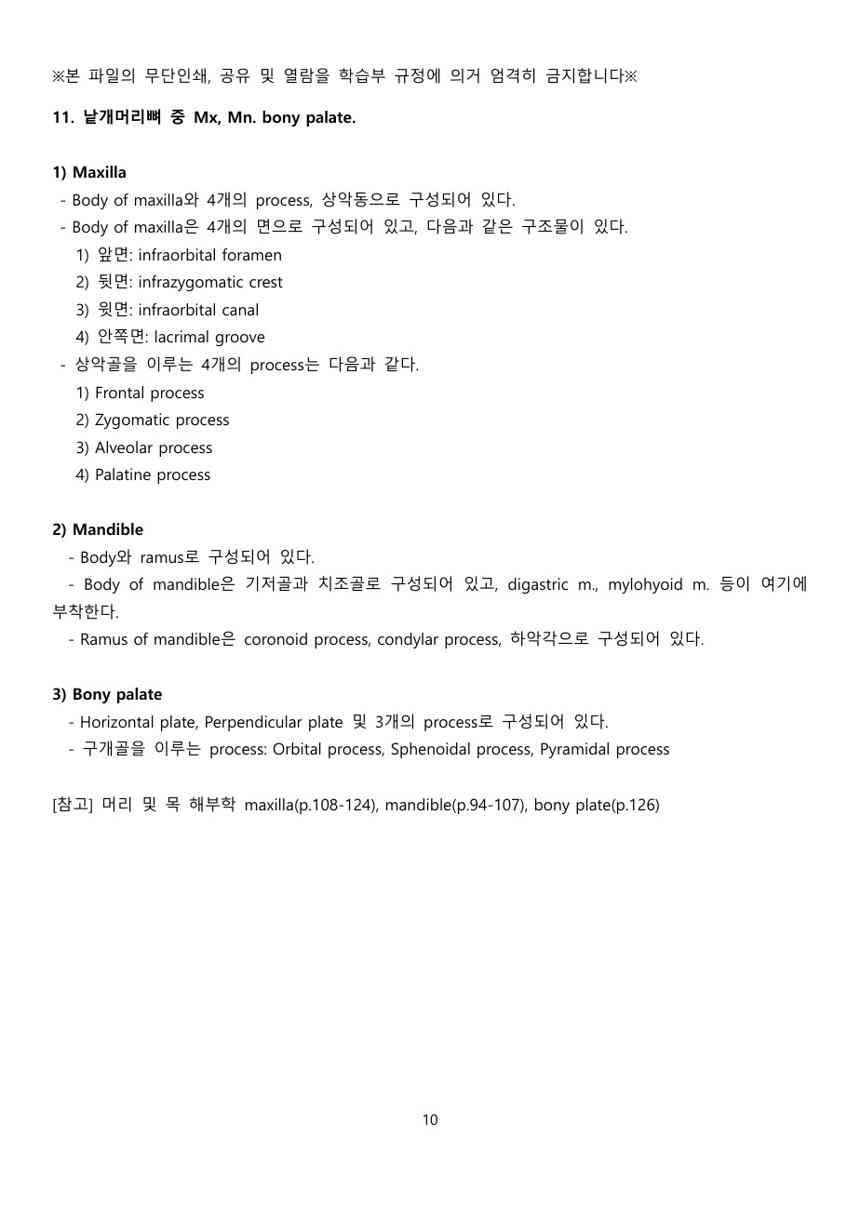 ※본 파일의 무단인쇄, 공유 및 열람을 학습부 규정에 의거 엄격히 금지합니다※
11. 낱개머리뼈 중 Mx, Mn. bony palate.
1) Maxilla
- Body of maxilla와 4개의 process, 상악동으로 구성되어 있다.
- Body of maxilla은 4개의 면으로 구성되어 있고, 다음과 같은 구조물이 있다.
1) 앞면: infraorbital foramen
2) 뒷면: infrazygomatic crest
3) 윗면: infraorbital canal
4) 안쪽면: lacrimal groove
- 상악골을 이루는 4개의 process는 다음과 같다.
1) Frontal process
2) Zygomatic process
3) Alveolar process
4) Palatine process
2) Mandible
- Body와 ramus로 구성되어 있다.
- Body of mandible은 기저골과 치조골로 구성되어 있고, digastric m., mylohyoid m. 등이 여기에
부착한다.
- Ramus of mandible은 coronoid process, condylar process, 하악각으로 구성되어 있다.
3) Bony palate
- Horizontal plate, Perpendicular plate 및 3개의 process로 구성되어 있다.
- 구개골을 이루는 process: Orbital process, Sphenoidal process, Pyramidal process
[참고] 머리 및 목 해부학 maxilla(p.108-124), mandible(p.94-107), bony plate(p.126)
10